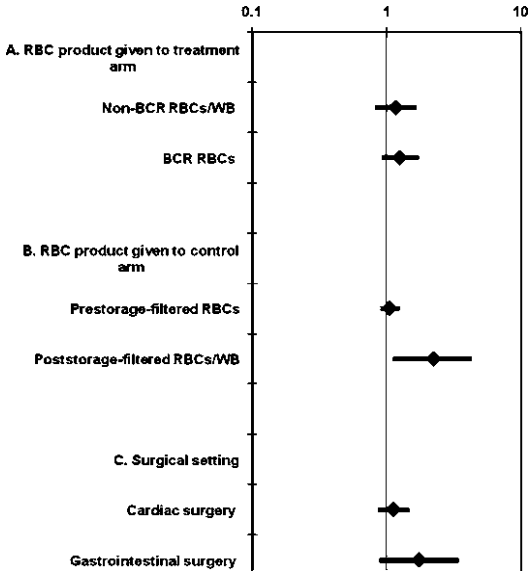 0.1 1 10
A. RBC product given to treatment
arm
Non-BCR RBCs/WB
BCR RBCs
B. RBC product given to control
arm
Prestorage-filtered RBCs
Poststorage-filtered RBCs/WB
C. Surgical setting
Cardiac surgery
Gastrointestinal surgery